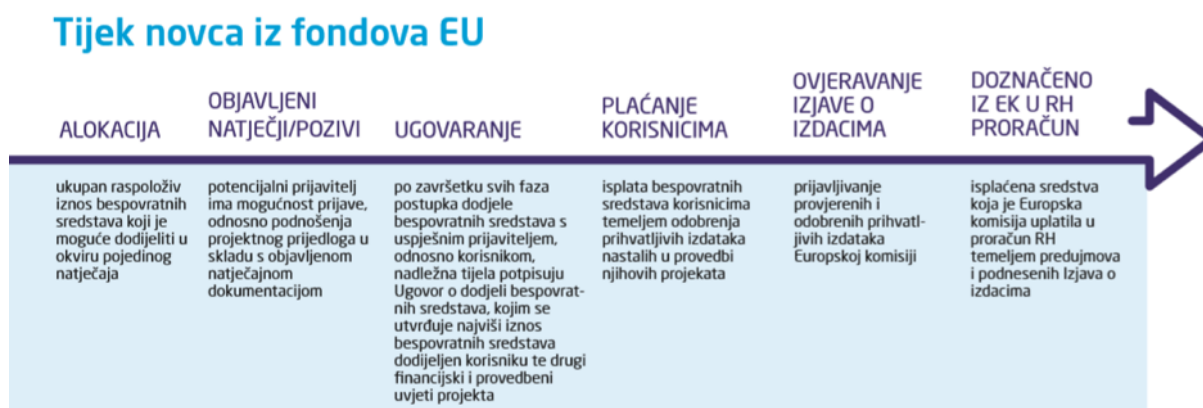 Tijek novca iz fondova EU
ALOKACIJA
ukupan raspoloživ
iznos bespovratnih
sredstava koji je
moguće dodijeliti u
okviru pojedinog
natječaja
OBJAVLJENI
NATJEČJI/POZIVI
potencijalni prijavitelj
ima mogućnost prijave,
odnosno podnošenja
projektnog prijedloga u
skladu s objavljenom
natječajnom
dokumentacijom
UGOVARANJE
po završetku svih faza
postupka dodjele
bespovratnih sredstava s
uspješnim prijaviteljem,
odnosno korisnikom,
nadležna tijela potpisuju
Ugovor o dodjeli bespovrat-
nih sredstava, kojim se
utvrđuje najviši iznos
bespovratnih sredstava
dodijeljen korisniku te drugi
financijski i provedbeni
uvjeti projekta
PLAĆANJE
KORISNICIMA
isplata bespovratnih
sredstava korisnicima
temeljem odobrenja
prihvatljivih izdataka
nastalih u provedbi
njihovih projekata
OVJERAVANJE
IZJAVE O
IZDACIMA
prijavljivanje
provjerenih i
odobrenih prihvatl-
jivih izdataka
Europskoj komisiji
DOZNAČENO
IZ EK U RH
PRORAČUN
isplaćena sredstva
koja je Europska
komisija uplatila u
proračun RH
temeljem predujmova
i podnesenih Izjava o
izdacima